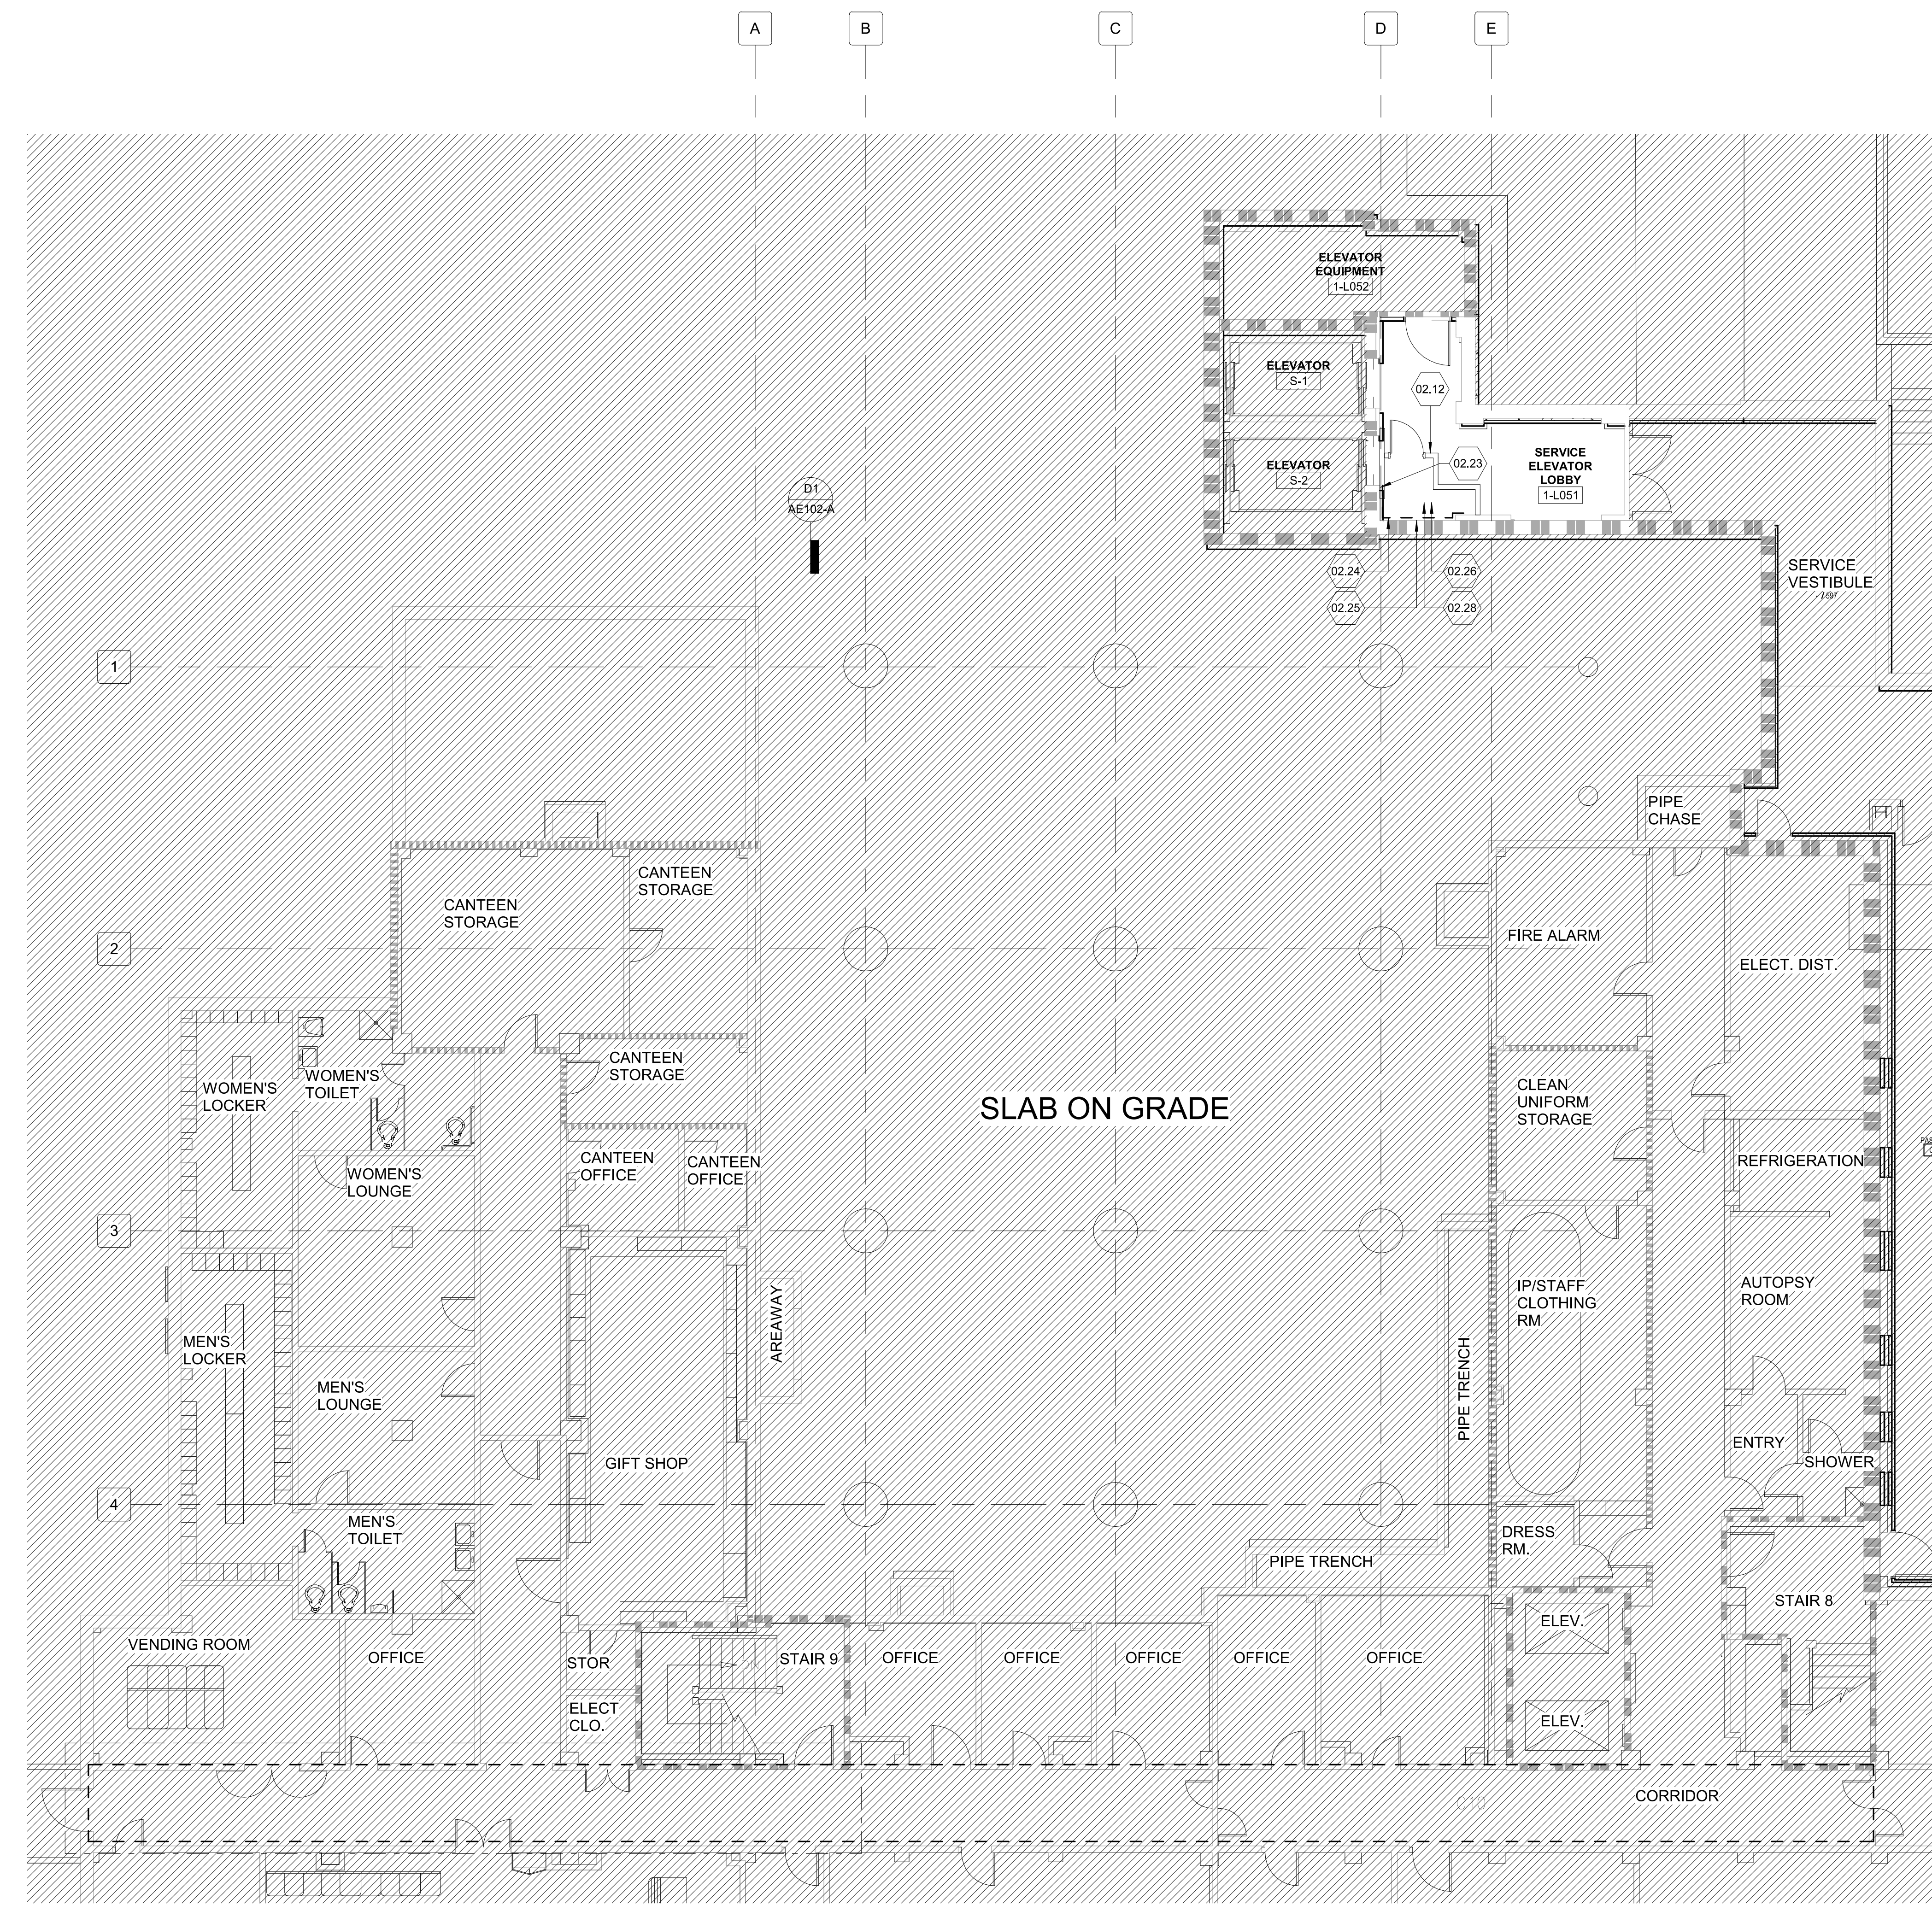 A
B
C
D
E
ELEVATOR
EQUIPMENT
1-L052
ELEVATOR
S-1
02.12
ELEVATOR
S-2
02.23
SERVICE
ELEVATOR
LOBBY
1-L051
D1
AE102-A
02.24
02.26
02.25
02.28
SERVICE
VESTIBULE
1
PIPE
CHASE
CANTEEN
STORAGE
CANTEEN
STORAGE
2
FIRE ALARM
ELECT. DIST.
CANTEEN
STORAGE
WOMEN'S
LOCKER
WOMEN'S
TOILET
SLAB ON GRADE
CLEAN
UNIFORM
STORAGE
CANTEEN
OFFICE
CANTEEN
OFFICE
WOMEN'S
LOUNGE
REFRIGERATION
3
AREAWAY
IP/STAFF
CLOTHING
RM
AUTOPSY
ROOM
MEN'S
LOCKER
MEN'S
LOUNGE
PIPE TRENCH
GIFT SHOP
ENTRY
SHOWER
4
MEN'S
TOILET
DRESS
RM.
PIPE TRENCH
STAIR 8
ELEV.
VENDING ROOM
OFFICE
STOR
STAIR 9
OFFICE
OFFICE
OFFICE
OFFICE
OFFICE
ELECT
CLO.
ELEV.
CORRIDOR
C10